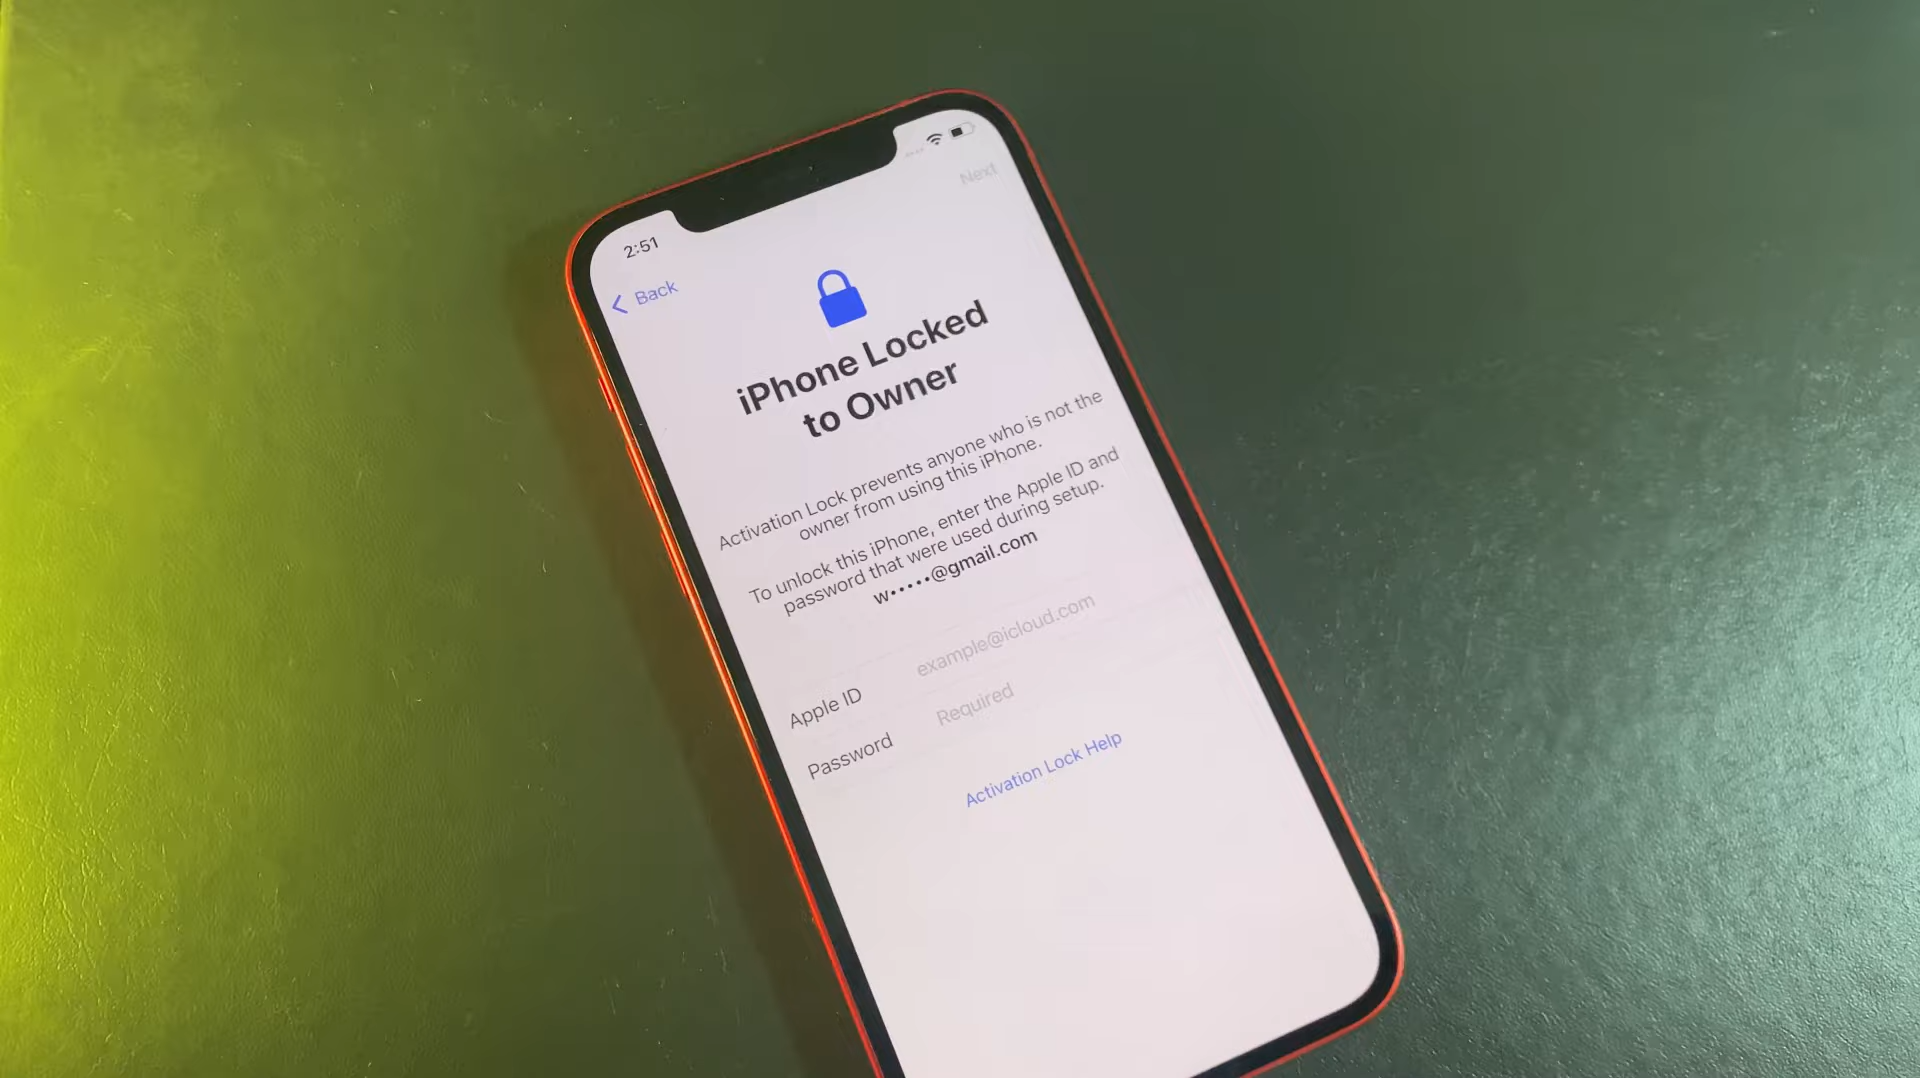 2:51
Next
Back
iPhone Locked
to Owner
Activation Lock prevents anyone who is not the
owner from using this iPhone.
To unlock this iPhone, enter the Apple ID and
password that were used during setup.
w•••••@gmail.com
Apple ID example@icloud.com
Password Required
Activation Lock Help